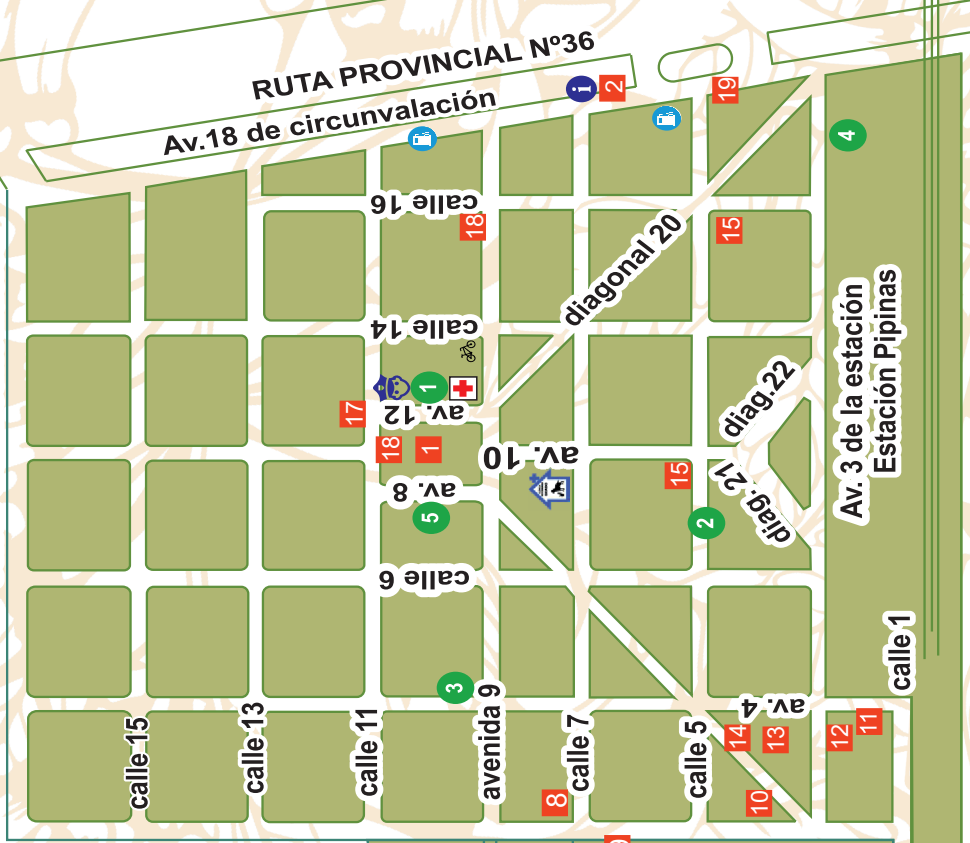 RUTA PROVINCIAL Nº36
Av.18 de circunvalación
i
2
19
4
calle 16
18
15
diagonal 20
calle 14
1
17
av. 12
18
1
av. 10
diag.22
Av. 3 de la estación
Estación Pipinas
av. 8
5
15
diag. 21
2
calle 6
calle 1
3
av. 4
calle 15
calle 13
calle 11
avenida 9
calle 7
calle 5
14
13
12
11
8
10